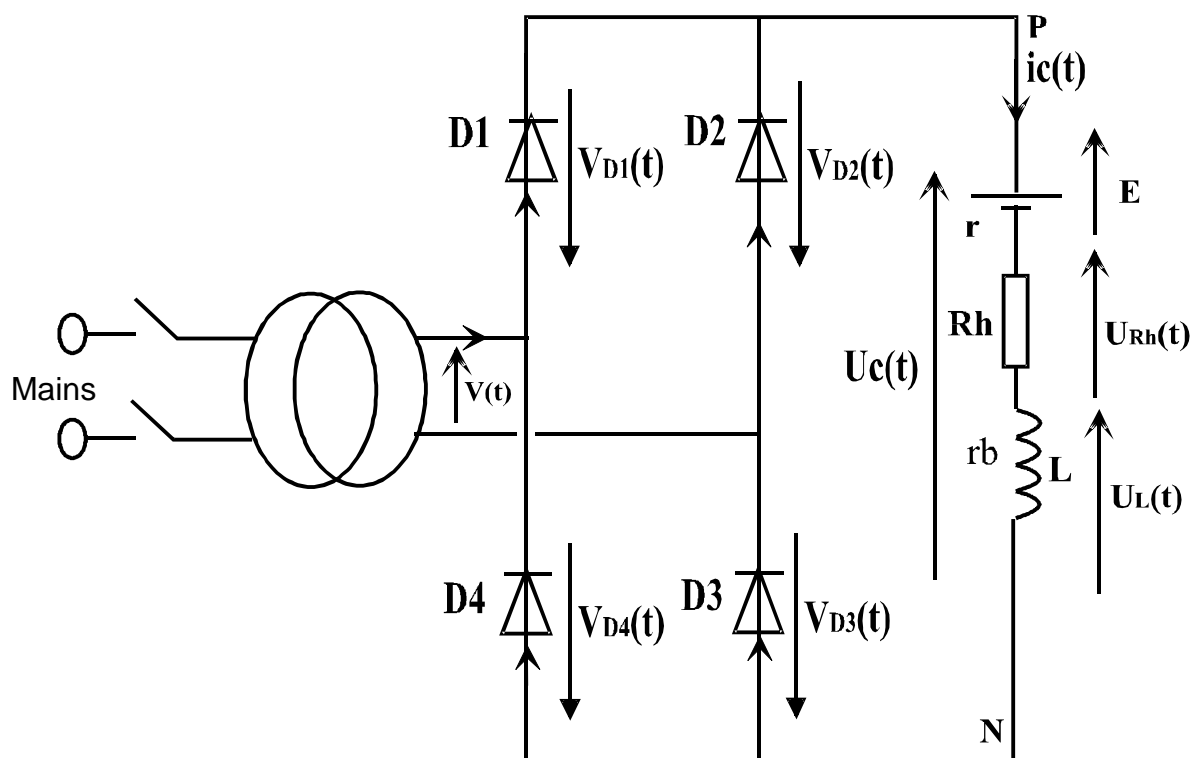 P
ic(t)
D1
VD1(t)
D2
VD2(t)
E
r
Mains
V(t)
Rh
URh(t)
Uc(t)
rb
L
UL(t)
D4
VD4(t)
D3
VD3(t)
N